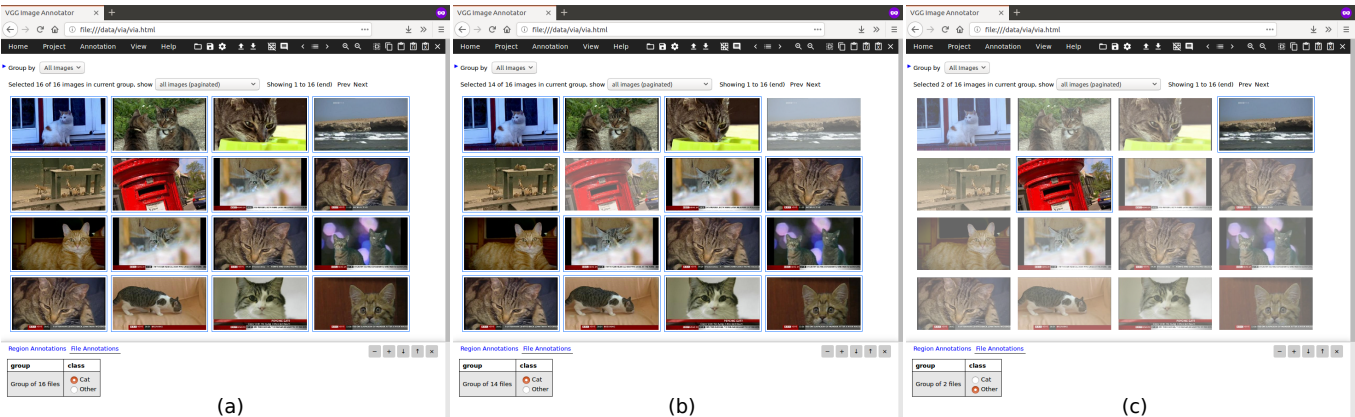 VGG Image Annotator × +
file:///data/via/via.html
Home Project Annotation View Help
Group by All Images
Selected 16 of 16 images in current group, show all images (paginated) Showing 1 to 16 (end) Prev Next
Region Annotations File Annotations
− + ↓ ↑ ×
group class
Group of 16 files
Cat
Other
(a)
VGG Image Annotator × +
file:///data/via/via.html
Home Project Annotation View Help
Group by All Images
Selected 14 of 16 images in current group, show all images (paginated) Showing 1 to 16 (end) Prev Next
Region Annotations File Annotations
− + ↓ ↑ ×
group class
Group of 14 files
Cat
Other
(b)
VGG Image Annotator × +
file:///data/via/via.html
Home Project Annotation View Help
Group by All Images
Selected 2 of 16 images in current group, show all images (paginated) Showing 1 to 16 (end) Prev Next
Region Annotations File Annotations
− + ↓ ↑ ×
group class
Group of 2 files
Cat
Other
(c)